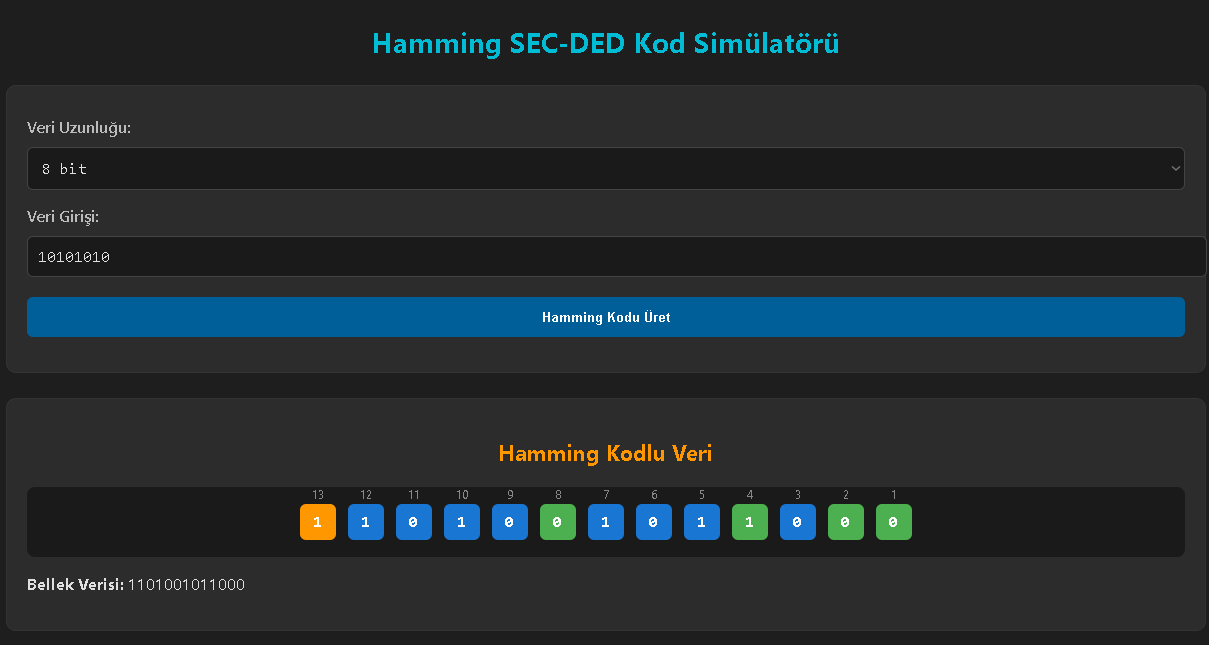 Hamming SEC-DED Kod Simülatörü
Veri Uzunluğu:
8 bit
Veri Girişi:
10101010
Hamming Kodu Üret
Hamming Kodlu Veri
13 12 11 10 9 8 7 6 5 4 3 2 1
1 1 0 1 0 0 1 0 1 1 0 0 0
Bellek Verisi: 1101001011000